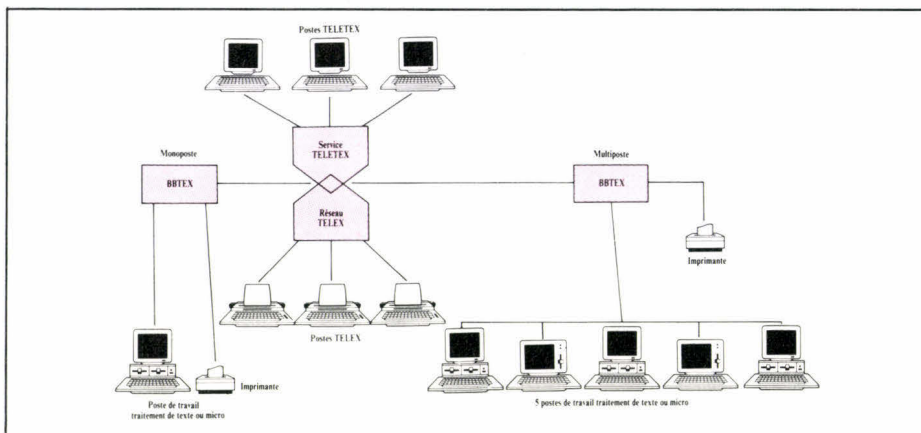 Postes TELETEX
Service
TELETEX
Monoposte
BBTEX
Multiposte
BBTEX
Réseau
TELEX
Imprimante
Postes TELEX
Imprimante
Poste de travail
traitement de texte ou micro
5 postes de travail traitement de texte ou micro